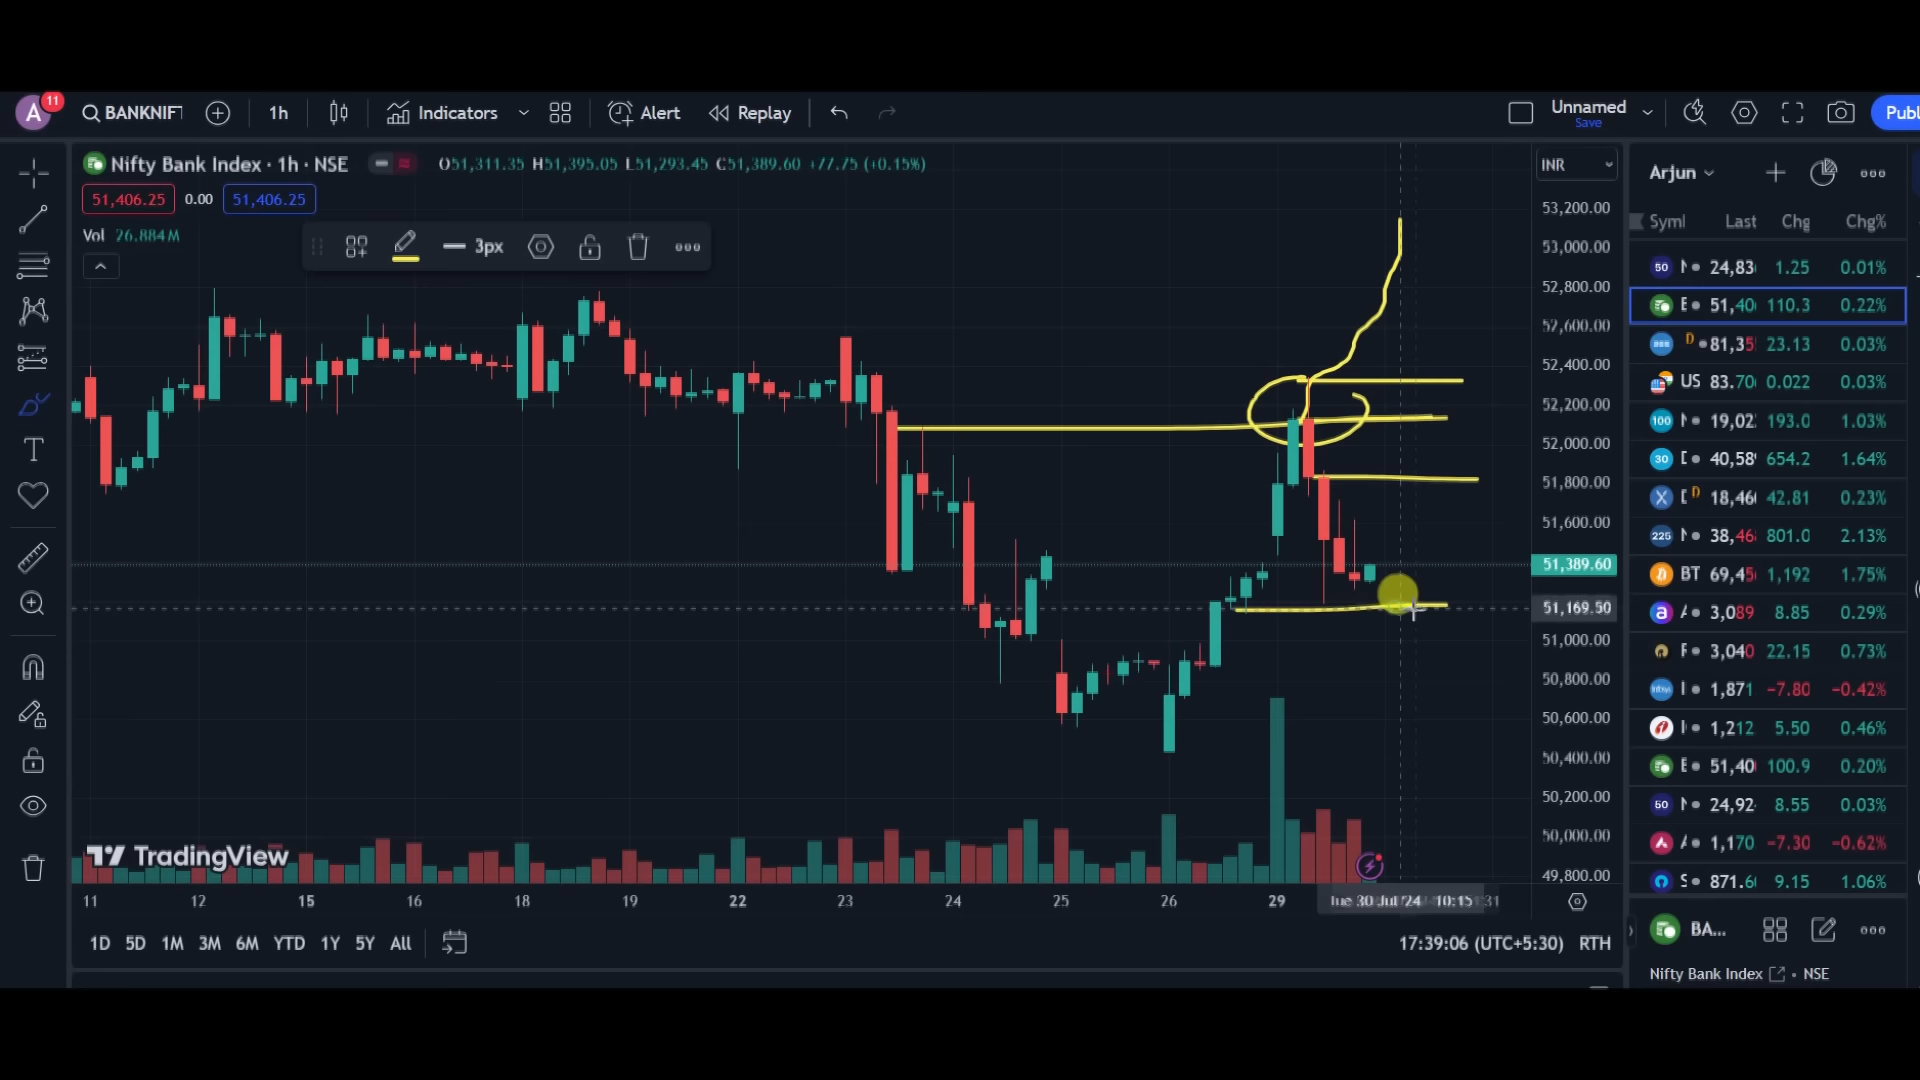 A 11 BANKNIFT 1h Indicators Alert Replay Unnamed Save Publ
Nifty Bank Index · 1h · NSE O51,311.35 H51,395.05 L51,293.45 C51,389.60 +77.75 (+0.15%)
51,406.25 0.00 51,406.25
Vol 26.884M
3px
INR
53,200.00
53,000.00
52,800.00
52,600.00
52,400.00
52,200.00
52,000.00
51,800.00
51,600.00
51,389.60
51,169.50
51,000.00
50,800.00
50,600.00
50,400.00
50,200.00
50,000.00
49,800.00
TradingView
11 12 15 16 18 19 22 23 24 25 26 29 Tue 30 Jul '24 10:15 31
1D 5D 1M 3M 6M YTD 1Y 5Y All 17:39:06 (UTC+5:30) RTH
Arjun
Symb Last Chg Chg%
50 N 24,83 1.25 0.01%
51,40 110.3 0.22%
D 81,35 23.13 0.03%
US 83.70 0.022 0.03%
100 N 19,02 193.0 1.03%
30 D 40,589 654.2 1.64%
X D 18,46 42.81 0.23%
225 N 38,46 801.0 2.13%
BT 69,45 1,192 1.75%
a A 3,089 8.85 0.29%
3,040 22.15 0.73%
I 1,871 −7.80 −0.42%
I 1,212 5.50 0.46%
51,40 100.9 0.20%
50 N 24,92 8.55 0.03%
A 1,170 −7.30 −0.62%
S 871.6 9.15 1.06%
BA...
Nifty Bank Index • NSE